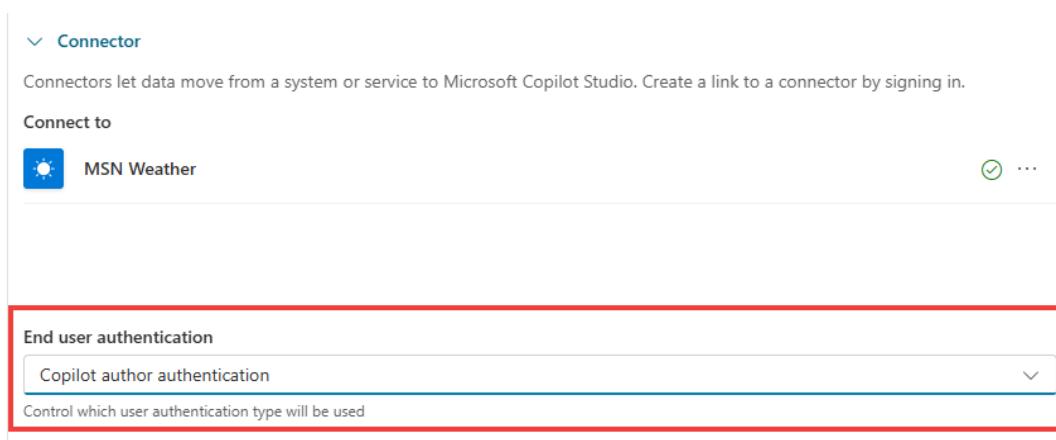 Connector
Connectors let data move from a system or service to Microsoft Copilot Studio. Create a link to a connector by signing in.
Connect to
MSN Weather
End user authentication
Copilot author authentication
Control which user authentication type will be used